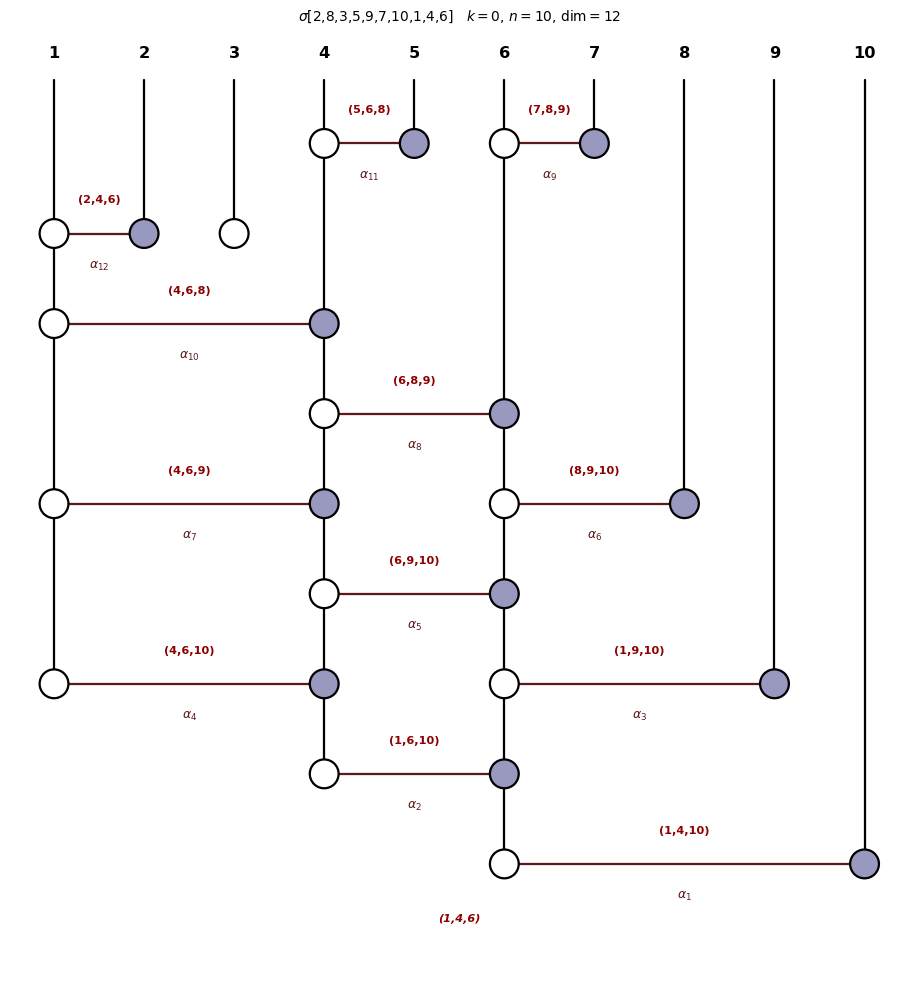 σ[2,8,3,5,9,7,10,1,4,6]   k = 0, n = 10, dim = 12
1 2 3 4 5 6 7 8 9 10
(5,6,8) (7,8,9)
α₁₁ α₉
(2,4,6)
α₁₂
(4,6,8)
α₁₀
(6,8,9)
α₈
(4,6,9) (8,9,10)
α₇ α₆
(6,9,10)
α₅
(4,6,10) (1,9,10)
α₄ α₃
(1,6,10)
α₂
(1,4,10)
α₁
(1,4,6)